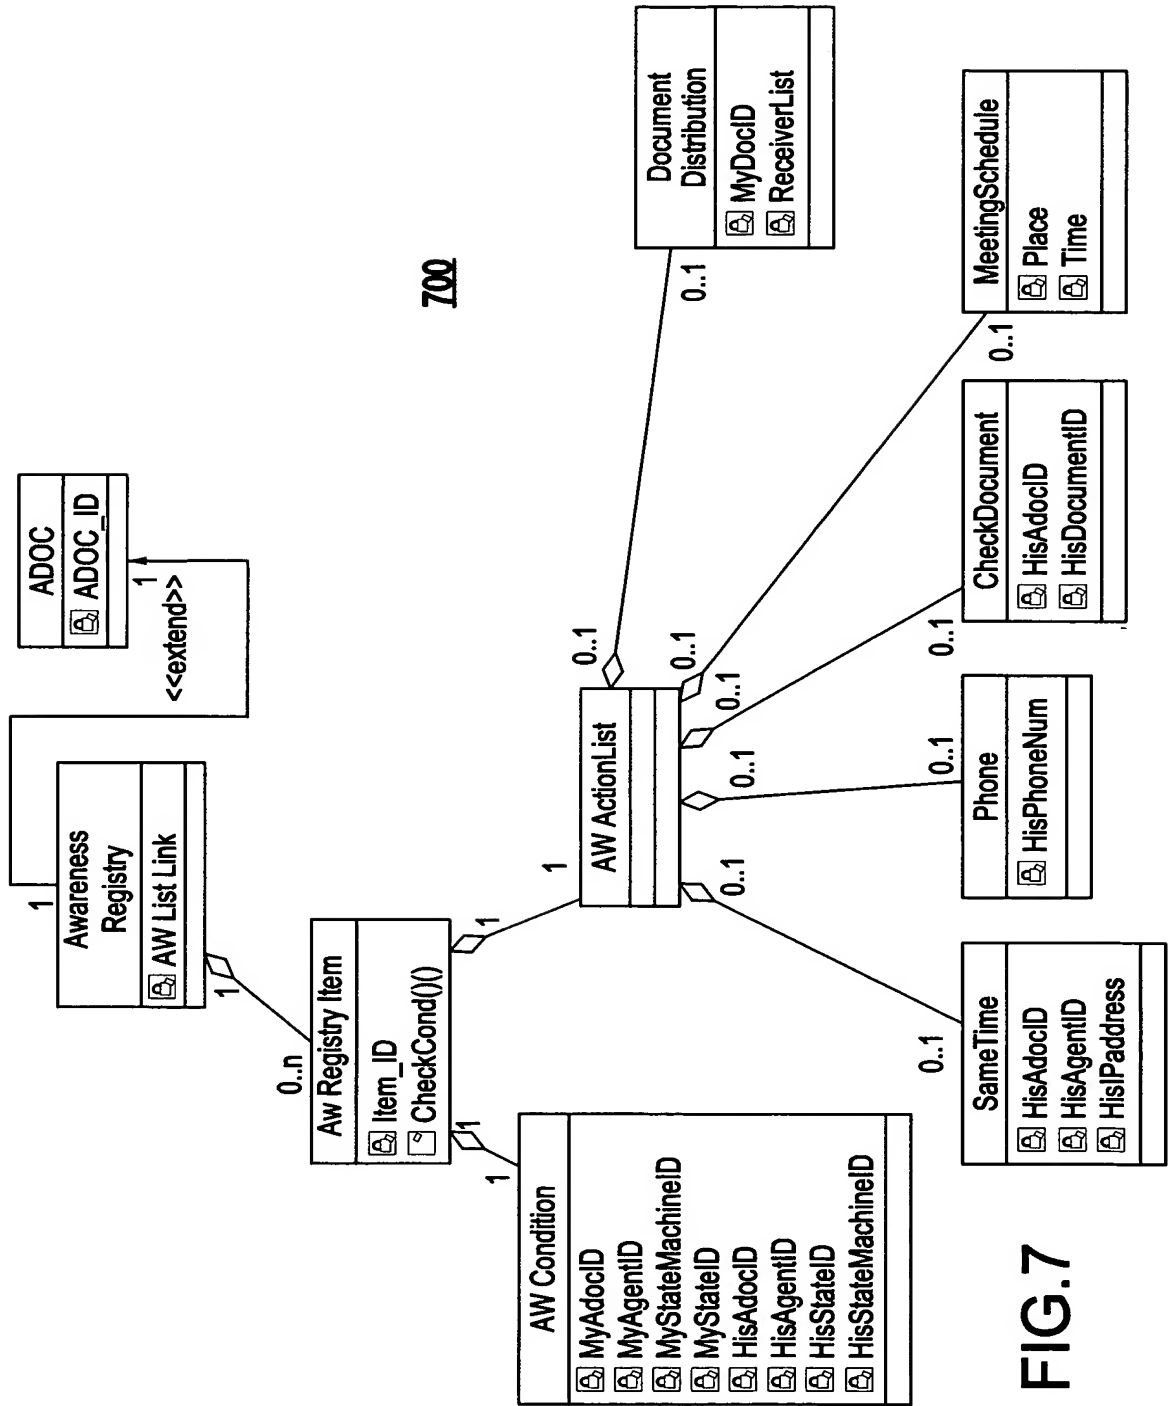 700
ADOC
ADOC_ID
1
<<extend>>
1
Awareness
Registry
AW List Link
1
0..n
Aw Registry Item
Item_ID
CheckCond()()
1
1
1
1
AW Condition
MyAdocID
MyAgentID
MyStateMachineID
MyStateID
HisAdocID
HisAgentID
HisStateID
HisStateMachineID
AW ActionList
0..1
0..1
0..1
0..1
0..1
0..1
Document
Distribution
MyDocID
ReceiverList
0..1
SameTime
HisAdocID
HisAgentID
HisIPaddress
0..1
Phone
HisPhoneNum
0..1
CheckDocument
HisAdocID
HisDocumentID
0..1
MeetingSchedule
Place
Time
FIG.7